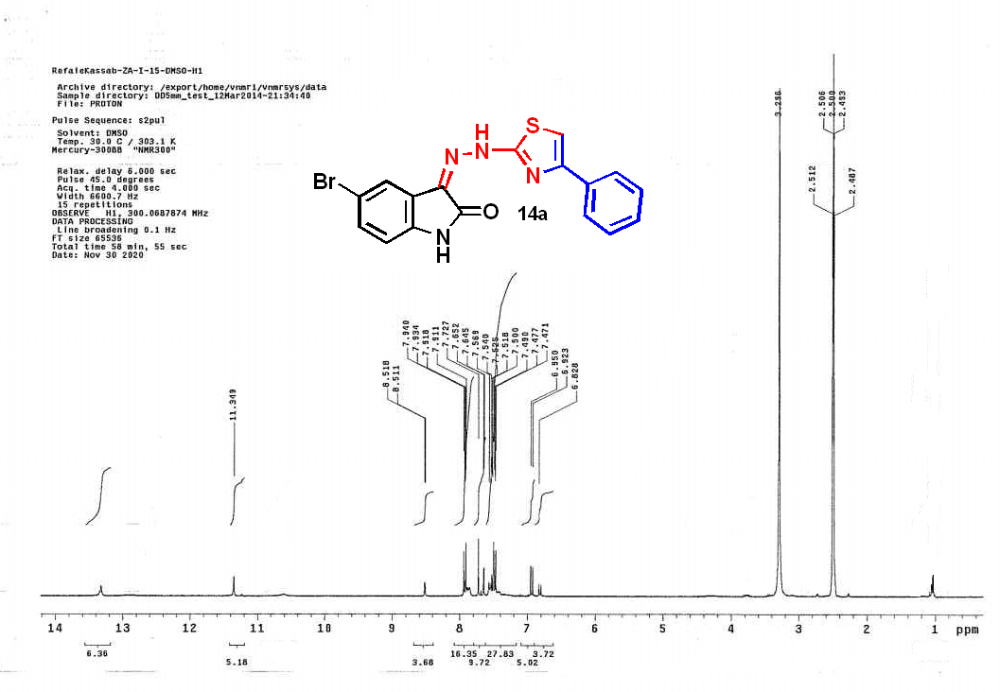 RefaieKassab-ZA-I-15-DMSO-H1
Archive directory: /export/home/vnmr1/vnmrsys/data
Sample directory: DD5mm_test_12Mar2014-21:34:40
File: PROTON
Pulse Sequence: s2pul
Solvent: DMSO
Temp. 30.0 C / 303.1 K
Mercury-300BB "NMR300"
Relax. delay 6.000 sec
Pulse 45.0 degrees
Acq. time 4.000 sec
Width 6600.7 Hz
15 repetitions
OBSERVE H1, 300.0687874 MHz
DATA PROCESSING
Line broadening 0.1 Hz
FT size 65536
Total time 58 min, 55 sec
Date: Nov 30 2020
H
N
N
S
N
Br
O
N
H
14a
3.296
2.506
2.500
2.493
2.512
2.487
7.940
7.934
7.918
7.911
7.727
7.652
7.645
7.569
7.540
7.525
7.518
7.500
7.490
7.477
7.471
6.950
6.923
6.828
8.518
8.511
11.349
14 13 12 11 10 9 8 7 6 5 4 3 2 1 ppm
6.36 16.35 27.83 3.72
5.18 3.68 9.72 5.02